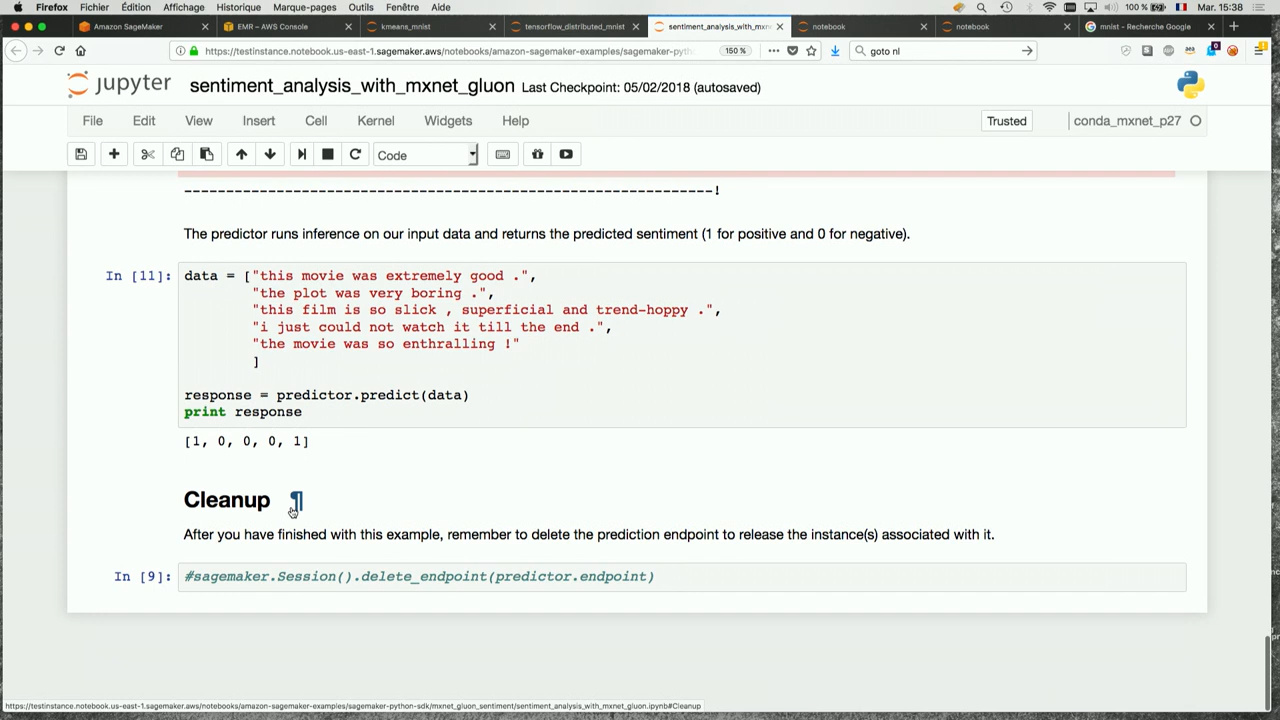 Firefox Fichier Édition Affichage Historique Marque-pages Outils Fenêtre Aide 100 % Mar. 15:38
Amazon SageMaker EMR – AWS Console kmeans_mnist tensorflow_distributed_mnist sentiment_analysis_with_mxne notebook notebook mnist - Recherche Google
https://testinstance.notebook.us-east-1.sagemaker.aws/notebooks/amazon-sagemaker-examples/sagemaker-pyth 150 % goto nl
jupyter sentiment_analysis_with_mxnet_gluon Last Checkpoint: 05/02/2018 (autosaved)
File Edit View Insert Cell Kernel Widgets Help Trusted conda_mxnet_p27
Code
---------------------------------------------------------------!
The predictor runs inference on our input data and returns the predicted sentiment (1 for positive and 0 for negative).
In [11]: data = ["this movie was extremely good .",
"the plot was very boring .",
"this film is so slick , superficial and trend-hoppy .",
"i just could not watch it till the end .",
"the movie was so enthralling !"
]
response = predictor.predict(data)
print response
[1, 0, 0, 0, 1]
Cleanup ¶
After you have finished with this example, remember to delete the prediction endpoint to release the instance(s) associated with it.
In [9]: #sagemaker.Session().delete_endpoint(predictor.endpoint)
https://testinstance.notebook.us-east-1.sagemaker.aws/notebooks/amazon-sagemaker-examples/sagemaker-python-sdk/mxnet_gluon_sentiment/sentiment_analysis_with_mxnet_gluon.ipynb#Cleanup